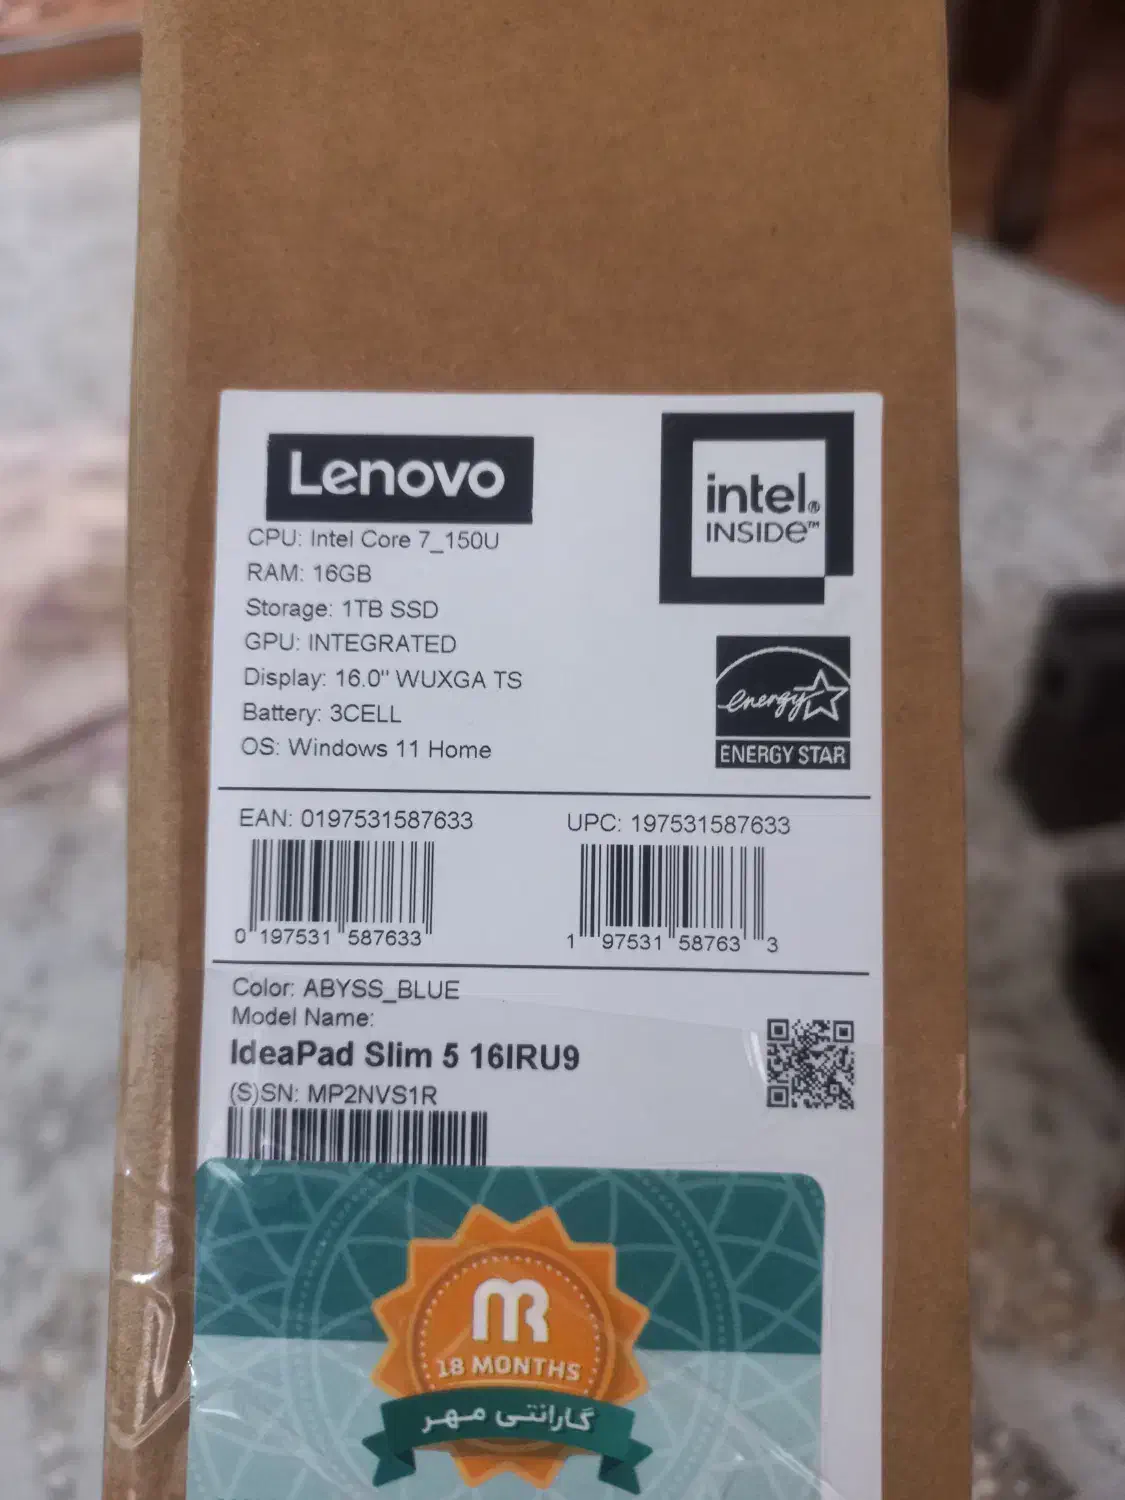 Lenovo
intel®
INSIDe™
CPU: Intel Core 7_150U
RAM: 16GB
Storage: 1TB SSD
GPU: INTEGRATED
Display: 16.0" WUXGA TS
Battery: 3CELL
OS: Windows 11 Home
energy
ENERGY STAR
EAN: 0197531587633
UPC: 197531587633
0 197531 587633
1 97531 58763 3
Color: ABYSS_BLUE
Model Name:
IdeaPad Slim 5 16IRU9
(S)SN: MP2NVS1R
18 MONTHS
گارانتی مهر